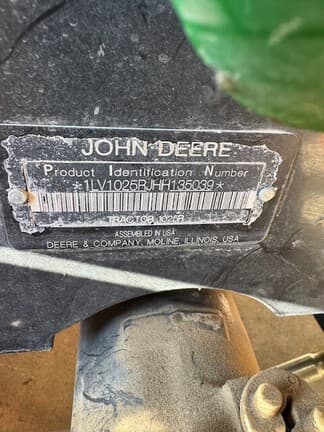 JOHN DEERE
Product Identification Number
*1LV1025RJHH135039*
TRACTOR 1025R
ASSEMBLED IN USA
DEERE & COMPANY, MOLINE, ILLINOIS, USA